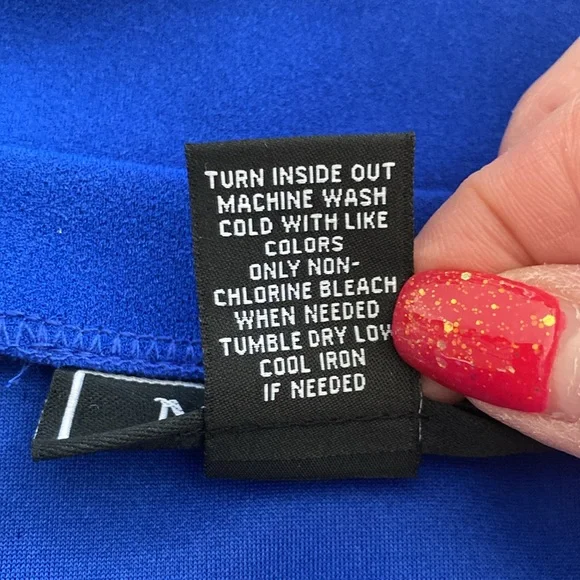 TURN INSIDE OUT
MACHINE WASH
COLD WITH LIKE
COLORS
ONLY NON-
CHLORINE BLEACH
WHEN NEEDED
TUMBLE DRY LOW
COOL IRON
IF NEEDED